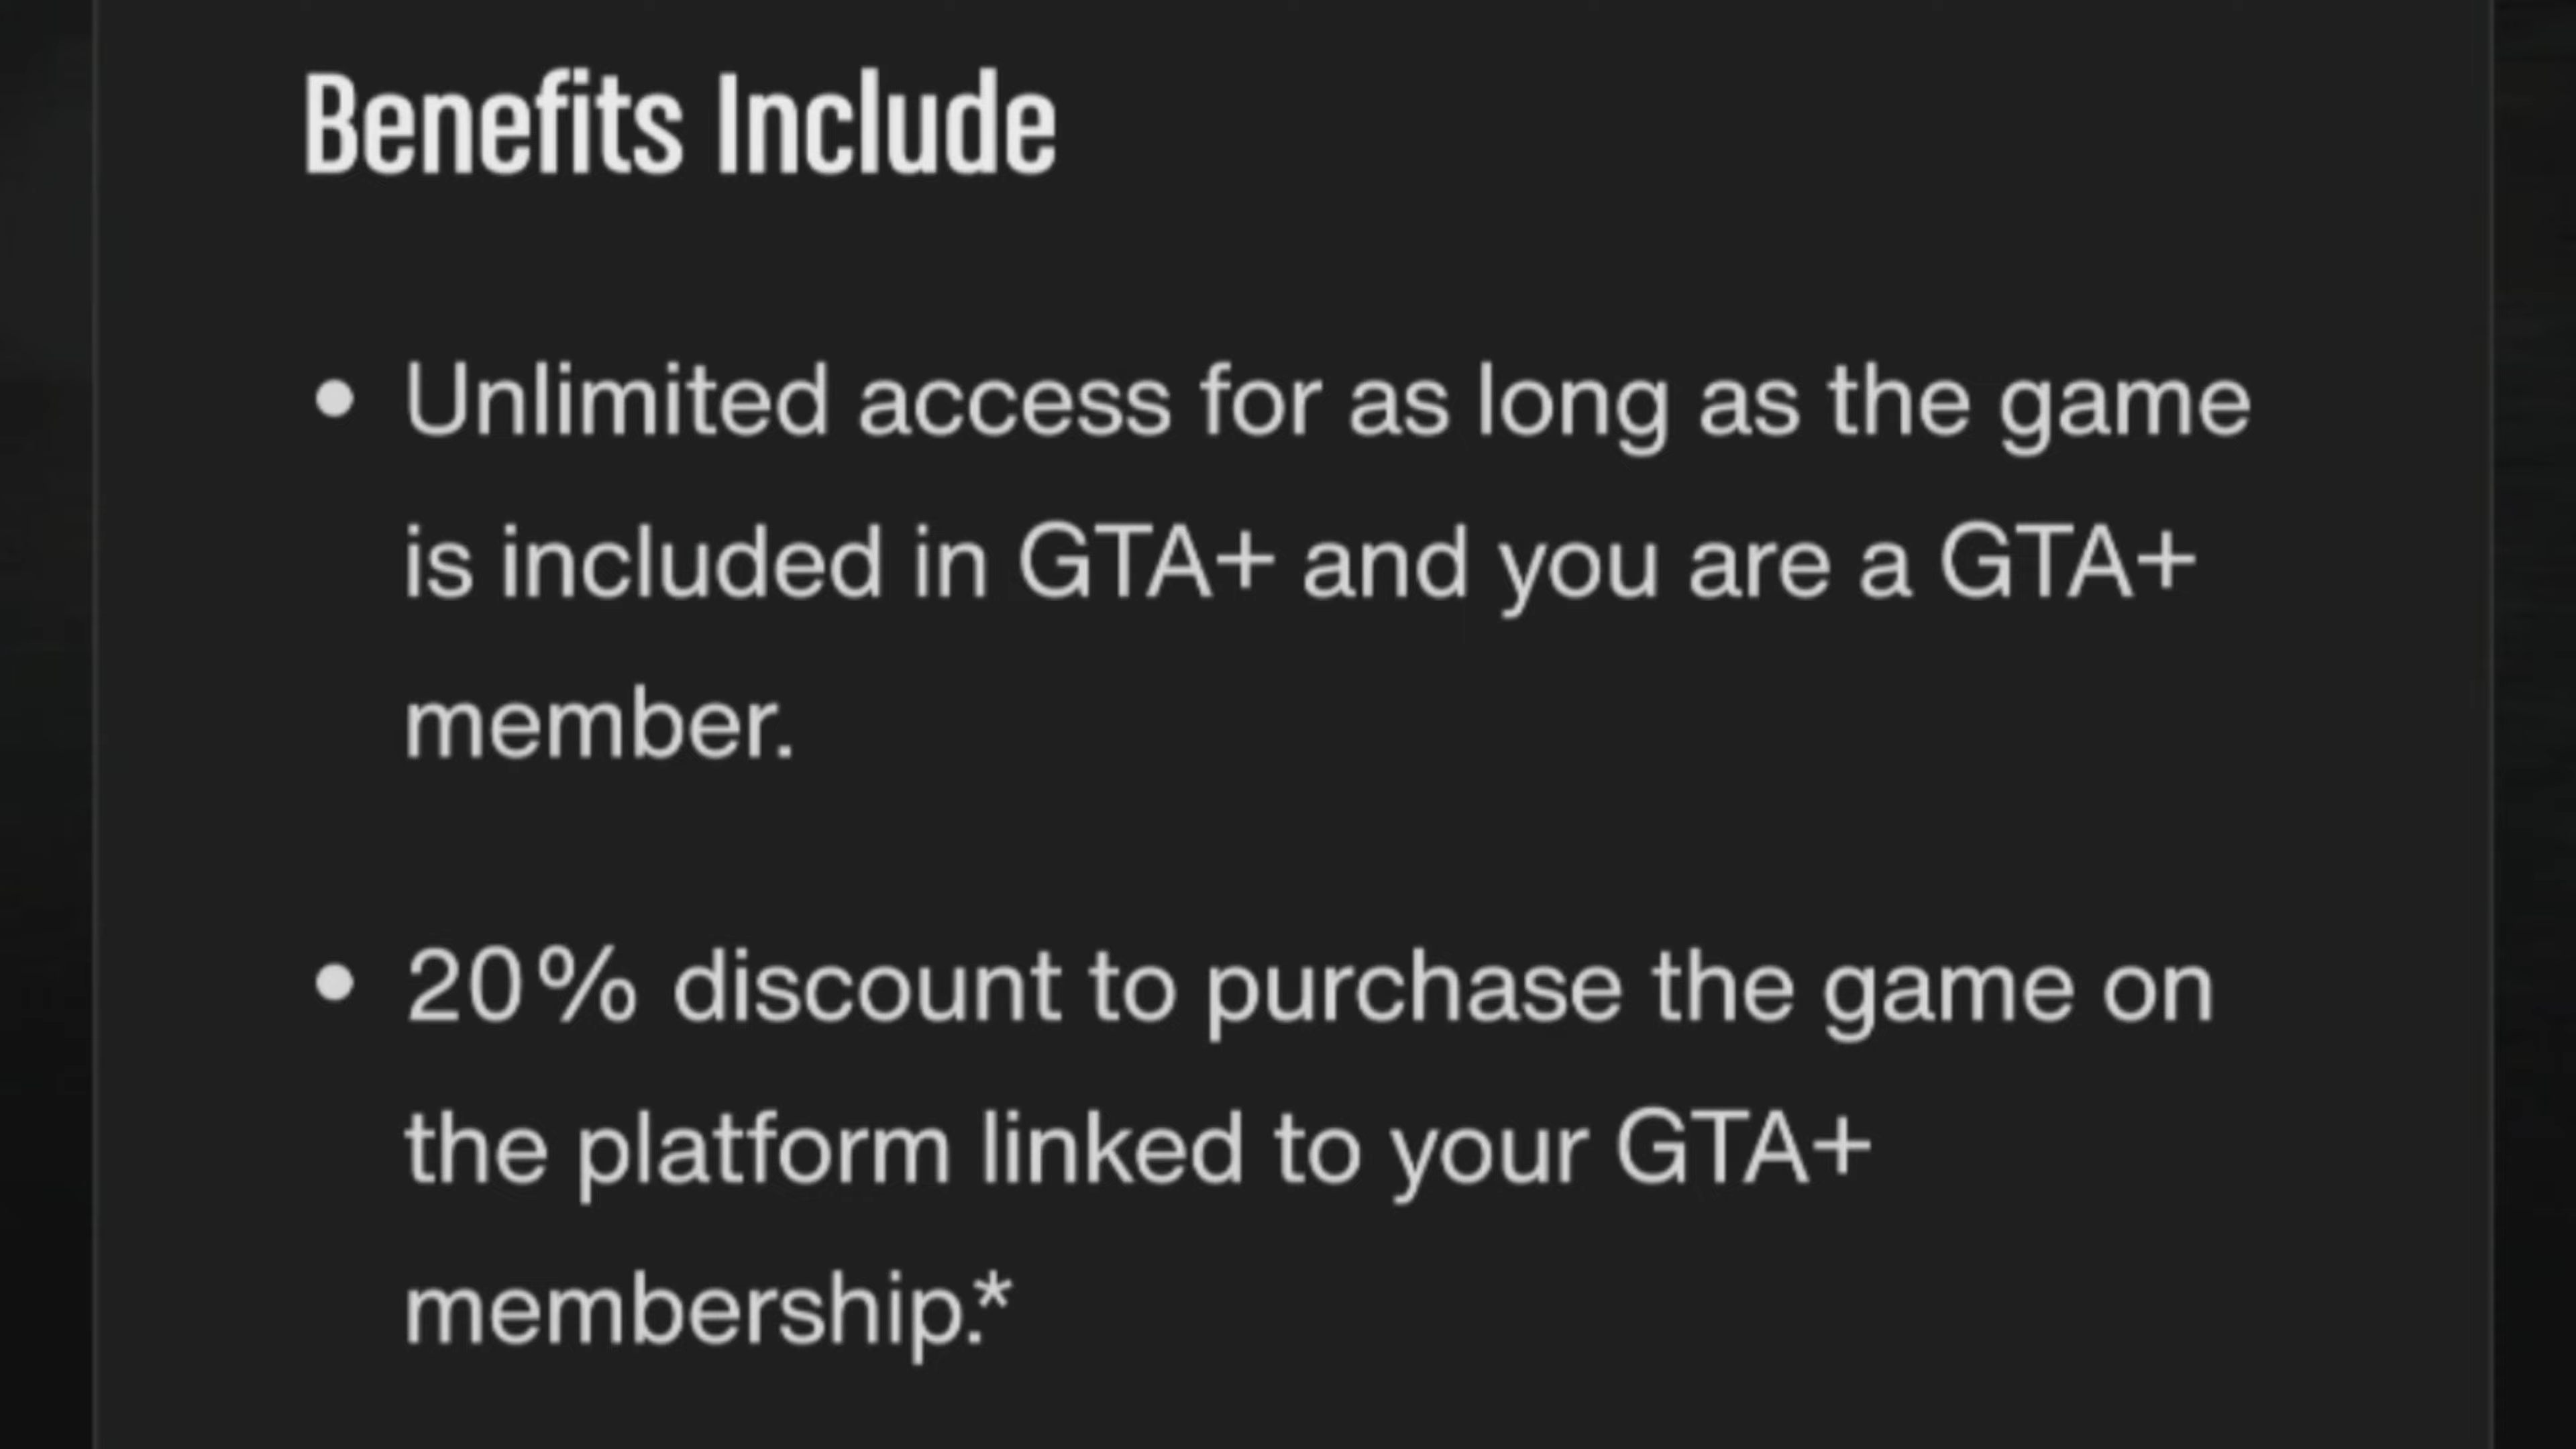 Benefits Include
• Unlimited access for as long as the game
is included in GTA+ and you are a GTA+
member.
• 20% discount to purchase the game on
the platform linked to your GTA+
membership.*